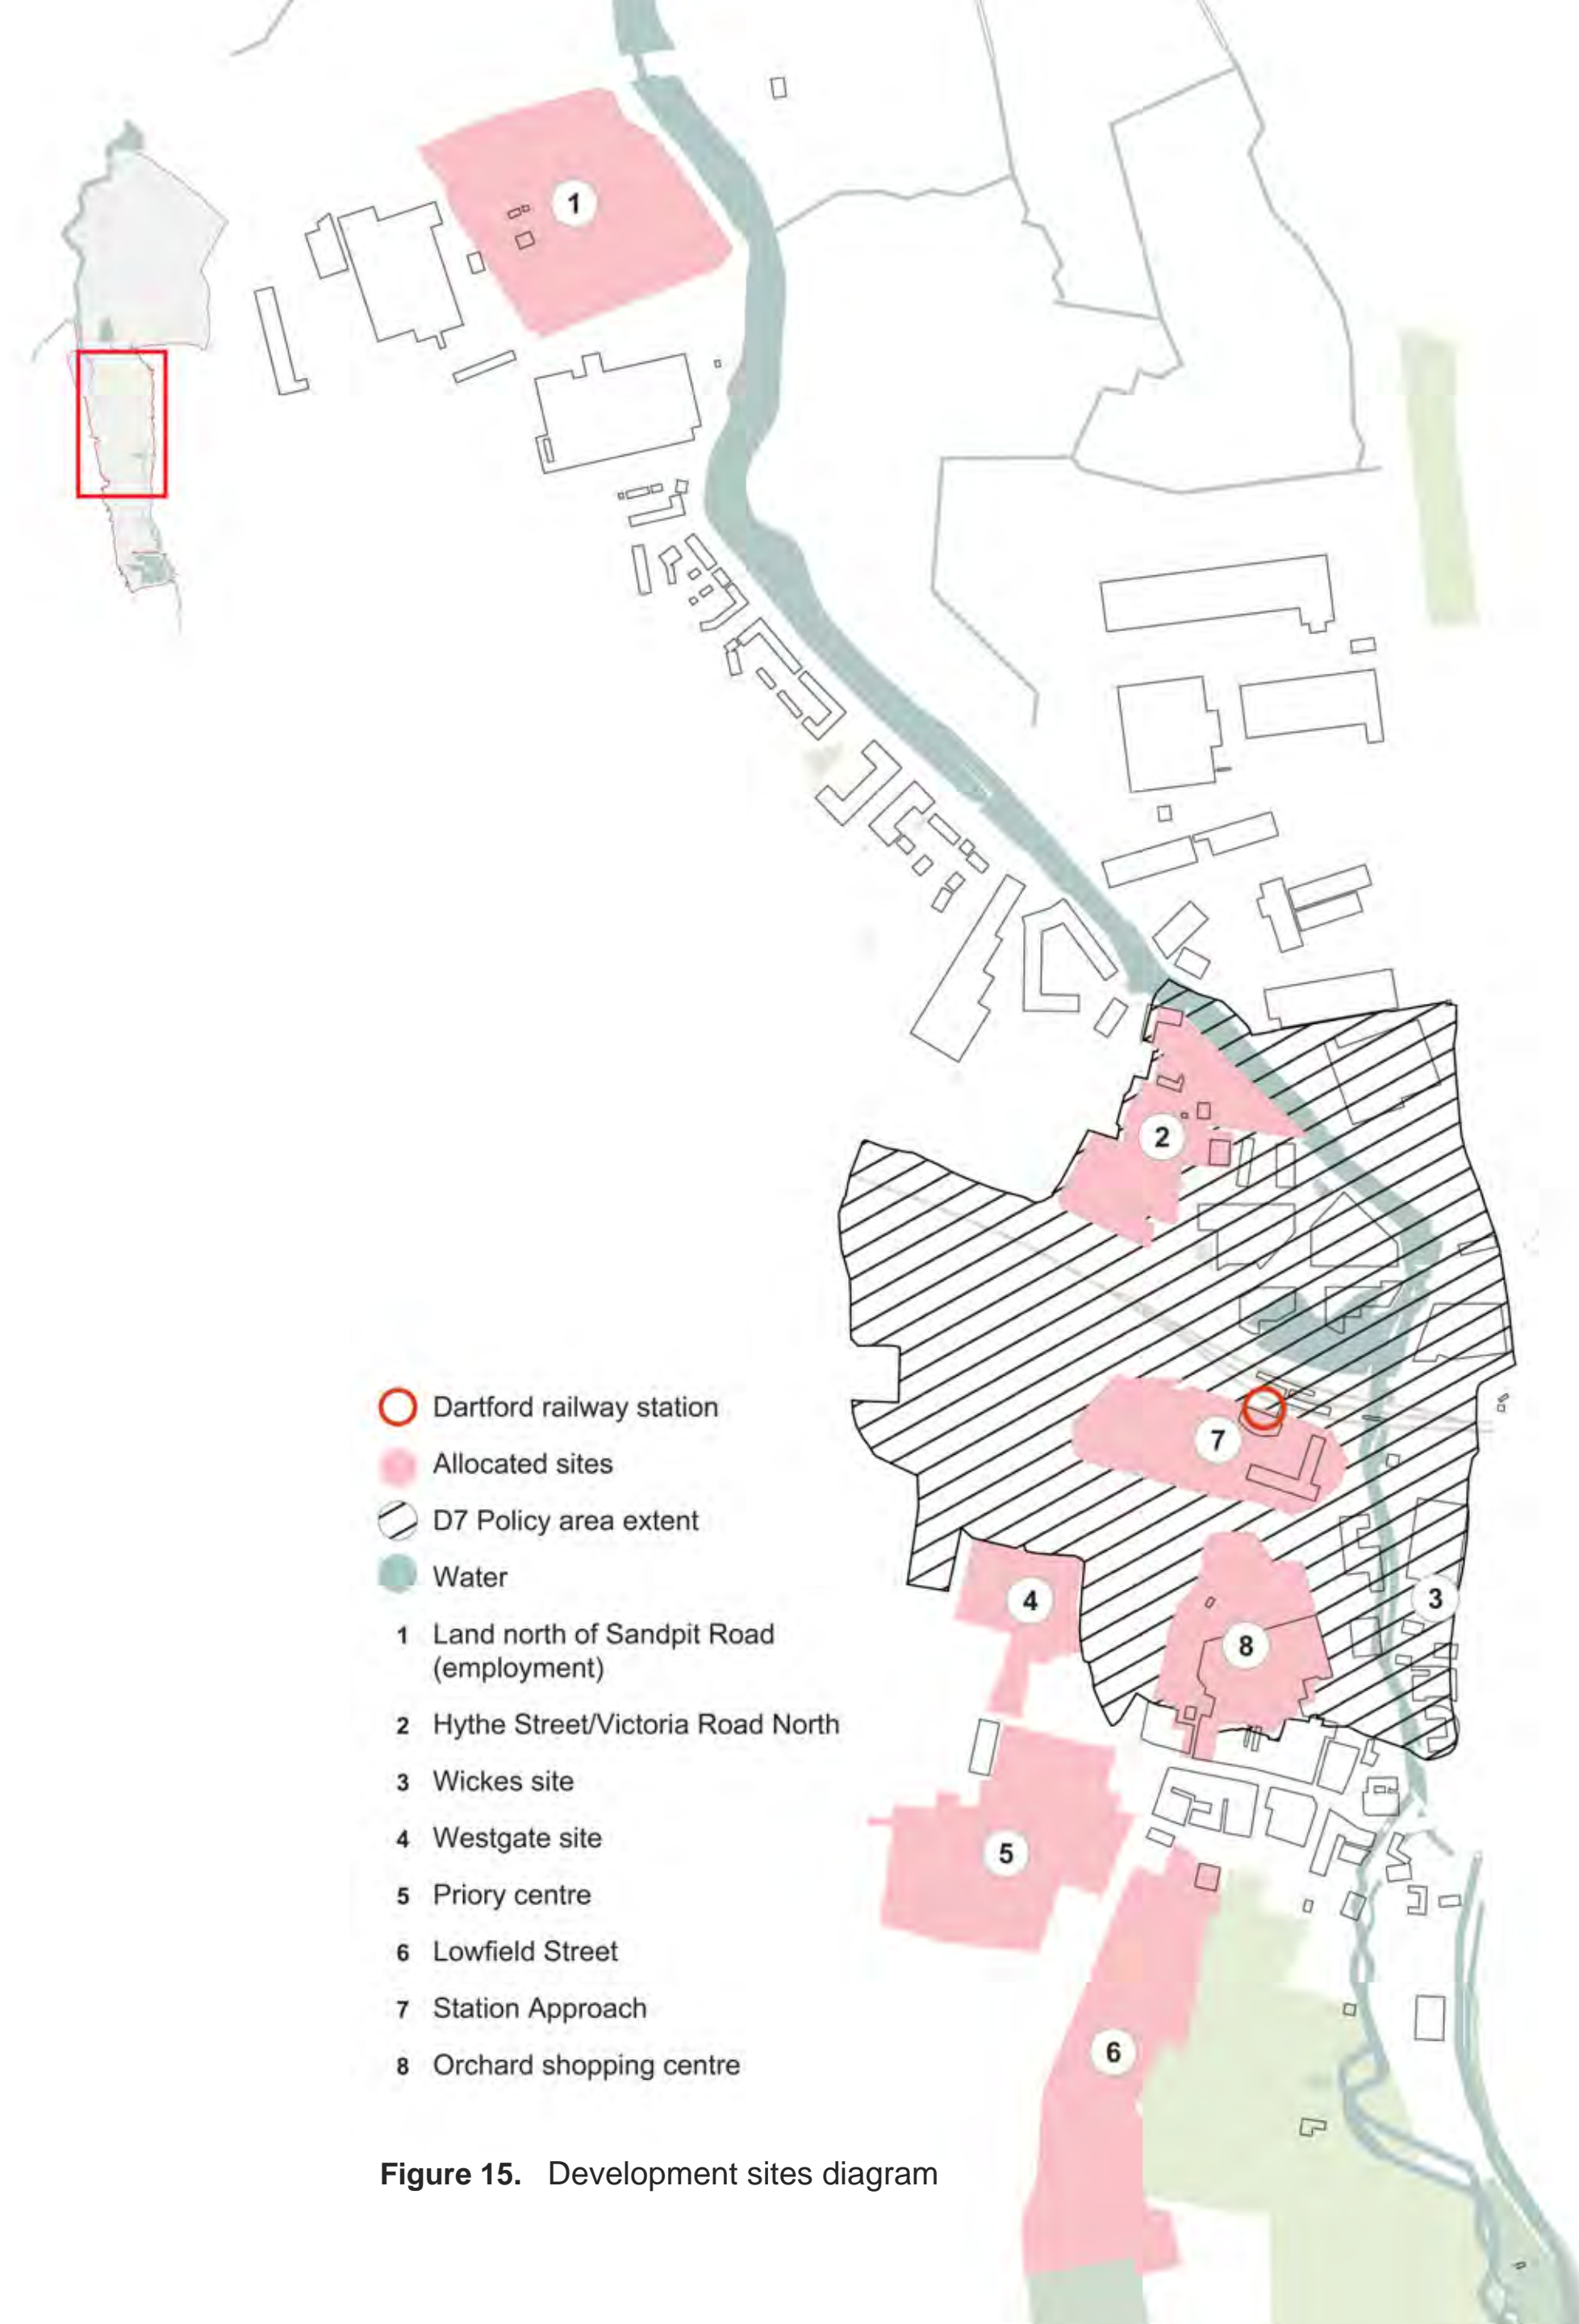 1
2
7
4
3
8
5
6
Dartford railway station
Allocated sites
D7 Policy area extent
Water
1 Land north of Sandpit Road
(employment)
2 Hythe Street/Victoria Road North
3 Wickes site
4 Westgate site
5 Priory centre
6 Lowfield Street
7 Station Approach
8 Orchard shopping centre
Figure 15. Development sites diagram